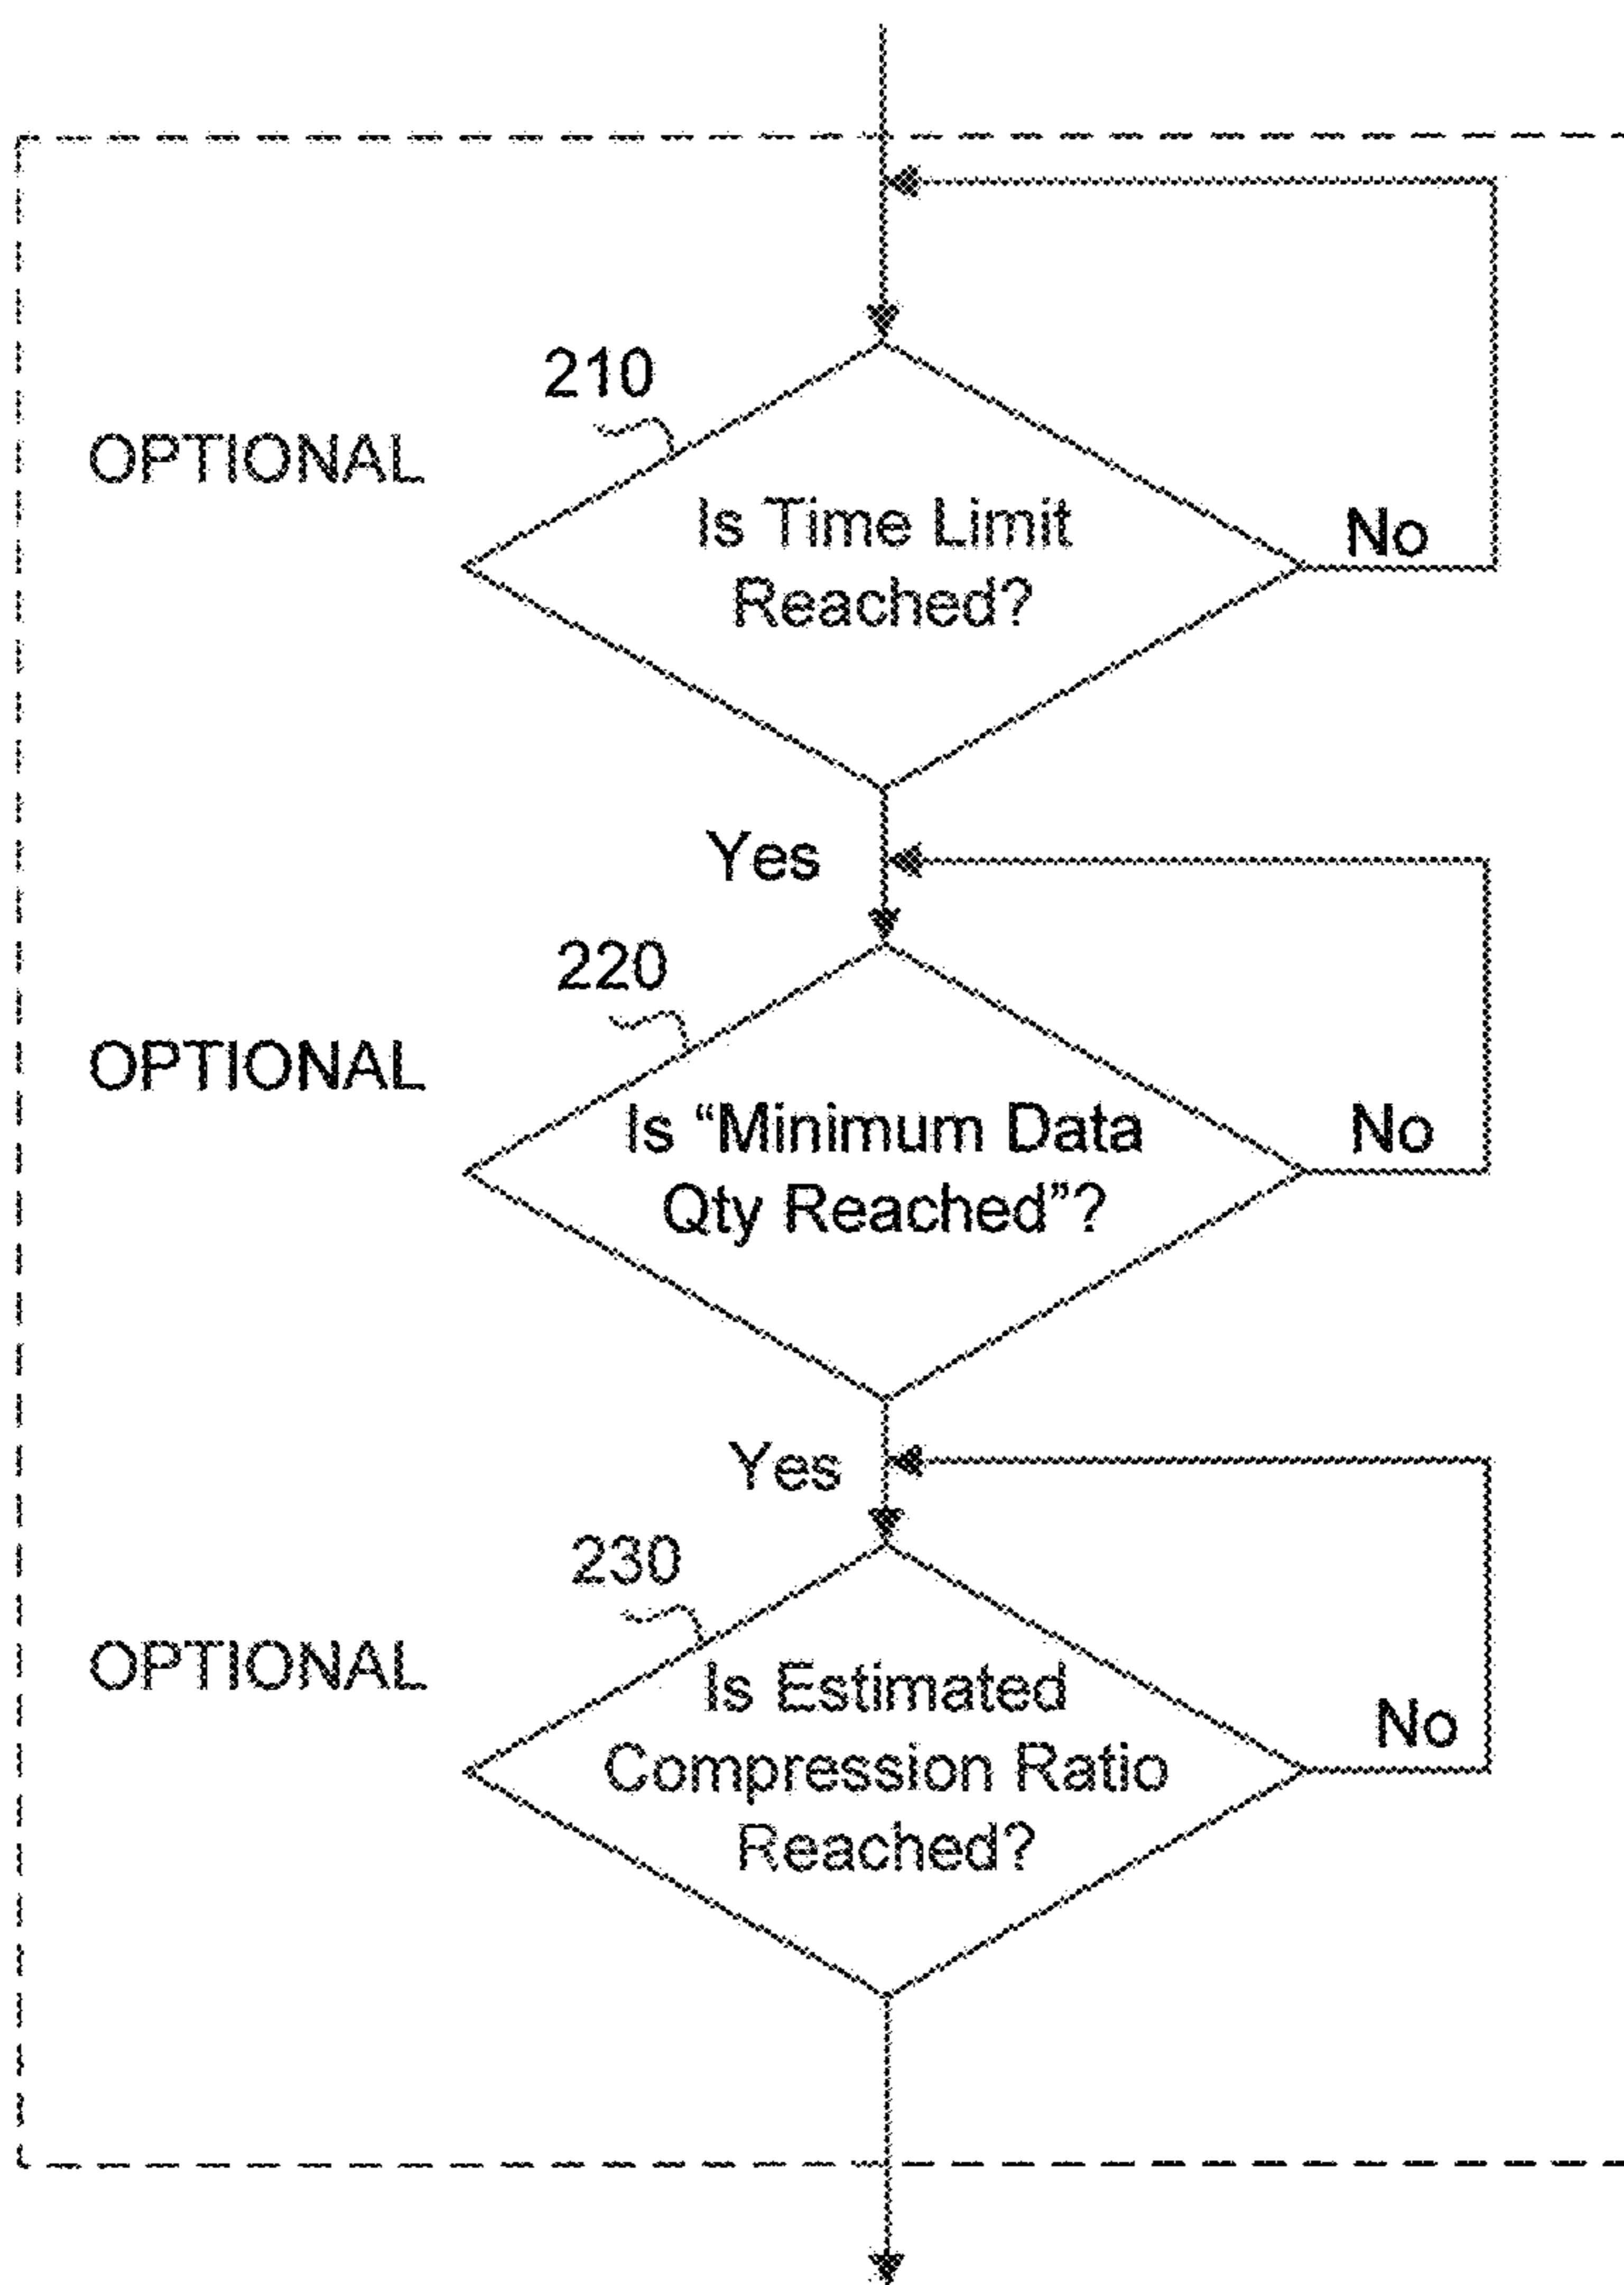 210
OPTIONAL
Is Time Limit
Reached?
No
Yes
220
OPTIONAL
Is “Minimum Data
Qty Reached”?
No
Yes
230
OPTIONAL
Is Estimated
Compression Ratio
Reached?
No